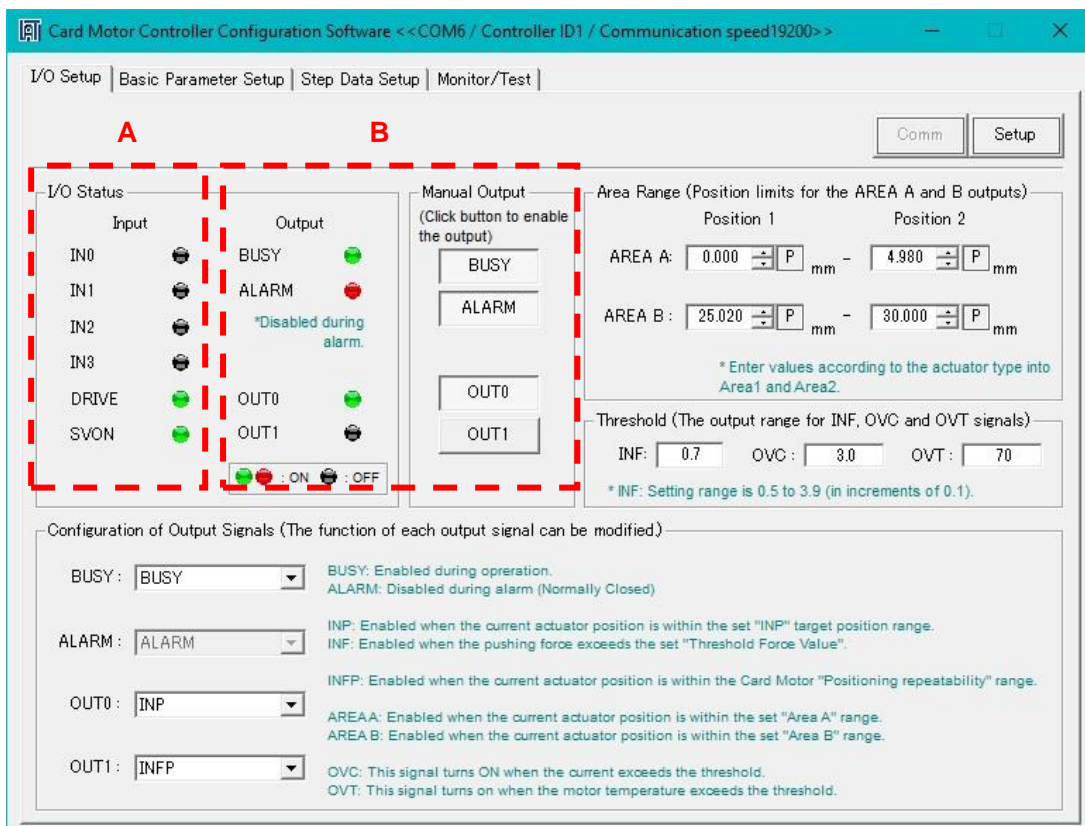 Card Motor Controller Configuration Software <<COM6 / Controller ID1 / Communication speed19200>>
I/O Setup Basic Parameter Setup Step Data Setup Monitor/Test
A B
Comm Setup
I/O Status
Input
IN0
IN1
IN2
IN3
DRIVE
SVON
Output
BUSY
ALARM
*Disabled during
alarm.
OUT0
OUT1
: ON : OFF
Manual Output
(Click button to enable
the output)
BUSY
ALARM
OUT0
OUT1
Area Range (Position limits for the AREA A and B outputs)
Position 1 Position 2
AREA A: 0.000 P mm - 4.980 P mm
AREA B : 25.020 P mm - 30.000 P mm
* Enter values according to the actuator type into
Area1 and Area2.
Threshold (The output range for INF, OVC and OVT signals)
INF: 0.7 OVC : 3.0 OVT : 70
* INF: Setting range is 0.5 to 3.9 (in increments of 0.1).
Configuration of Output Signals (The function of each output signal can be modified.)
BUSY : BUSY
ALARM : ALARM
OUT0 : INP
OUT1 : INFP
BUSY: Enabled during opreration.
ALARM: Disabled during alarm (Normally Closed)
INP: Enabled when the current actuator position is within the set "INP" target position range.
INF: Enabled when the pushing force exceeds the set "Threshold Force Value".
INFP: Enabled when the current actuator position is within the Card Motor "Positioning repeatability" range.
AREA A: Enabled when the current actuator position is within the set "Area A" range.
AREA B: Enabled when the current actuator position is within the set "Area B" range.
OVC: This signal turns ON when the current exceeds the threshold.
OVT: This signal turns on when the motor temperature exceeds the threshold.